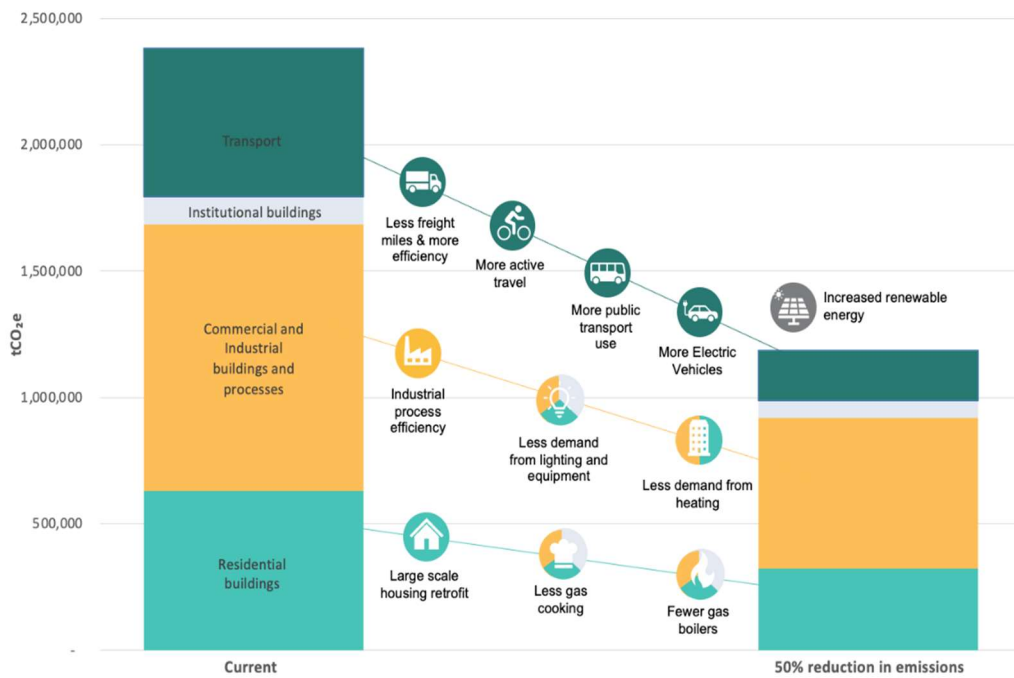 2,500,000
2,000,000
1,500,000
1,000,000
500,000
-
tCO₂e
Transport
Institutional buildings
Commercial and
Industrial
buildings and
processes
Residential
buildings
Less freight
miles & more
efficiency
More active
travel
More public
transport
use
More Electric
Vehicles
Increased renewable
energy
Industrial
process
efficiency
Less demand
from lighting and
equipment
Less demand from
heating
Large scale
housing retrofit
Less gas
cooking
Fewer gas
boilers
Current
50% reduction in emissions